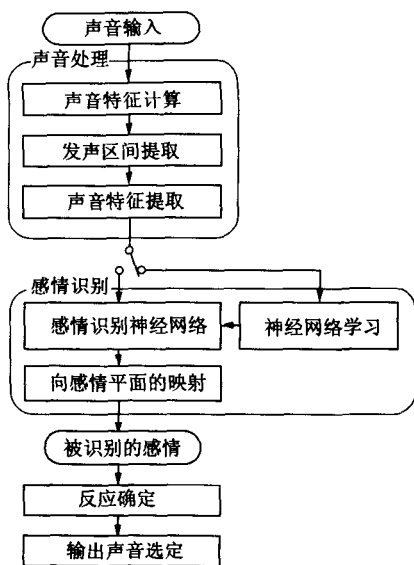 声音输入
声音处理
声音特征计算
发声区间提取
声音特征提取
感情识别
感情识别神经网络
神经网络学习
向感情平面的映射
被识别的感情
反应确定
输出声音选定